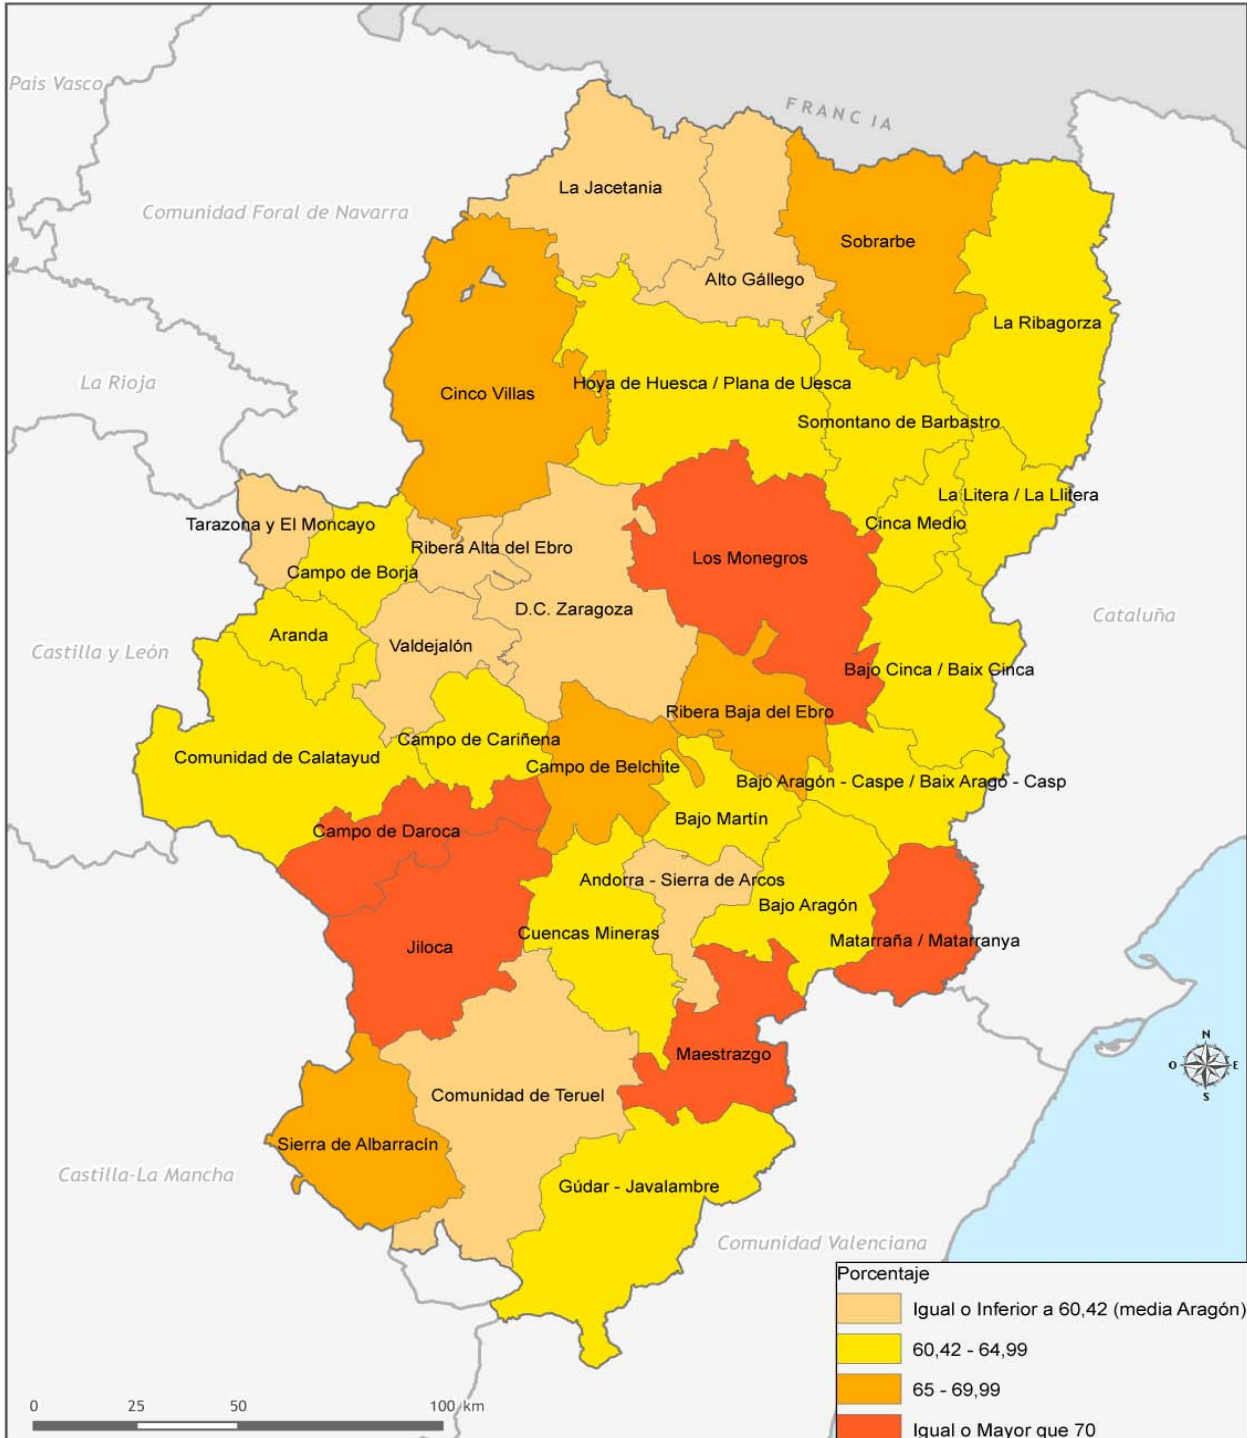 País Vasco
FRANCIA
La Jacetania
Comunidad Foral de Navarra
Sobrarbe
Alto Gállego
La Ribagorza
La Rioja
Hoya de Huesca / Plana de Uesca
Cinco Villas
Somontano de Barbastro
La Litera / La Llitera
Tarazona y El Moncayo
Cinca Medio
Ribera Alta del Ebro
Los Monegros
Campo de Borja
D.C. Zaragoza
Cataluña
Aranda
Valdejalón
Castilla y León
Bajo Cinca / Baix Cinca
Ribera Baja del Ebro
Campo de Cariñena
Comunidad de Calatayud
Campo de Belchite
Bajo Aragón - Caspe / Baix Aragó - Casp
Bajo Martín
Campo de Daroca
Andorra - Sierra de Arcos
Bajo Aragón
Cuencas Mineras
Matarraña / Matarranya
Jiloca
N
Maestrazgo
O
E
Comunidad de Teruel
S
Sierra de Albarracín
Castilla-La Mancha
Gúdar - Javalambre
Comunidad Valenciana
Porcentaje
Igual o Inferior a 60,42 (media Aragón)
60,42 - 64,99
65 - 69,99
0 25 50 100 km
Igual o Mayor que 70